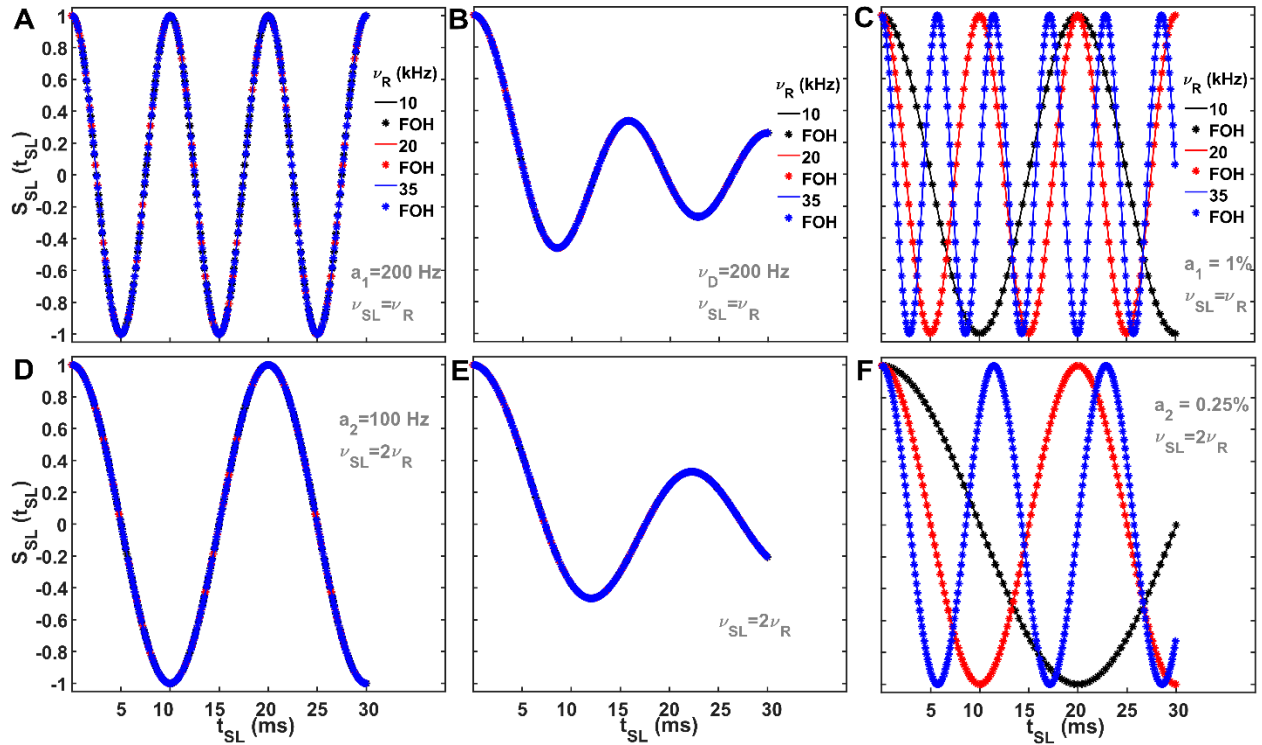 A
S_SL (t_SL)
1
0.8
0.6
0.4
0.2
0
-0.2
-0.4
-0.6
-0.8
-1
ν_R (kHz)
10
FOH
20
FOH
35
FOH
a_1=200 Hz
ν_SL=ν_R
B
ν_R (kHz)
10
FOH
20
FOH
35
FOH
ν_D=200 Hz
ν_SL=ν_R
C
ν_R (kHz)
10
FOH
20
FOH
35
FOH
a_1 = 1%
ν_SL=ν_R
D
S_SL (t_SL)
1
0.8
0.6
0.4
0.2
0
-0.2
-0.4
-0.6
-0.8
-1
a_2=100 Hz
ν_SL=2ν_R
5 10 15 20 25 30
t_SL (ms)
E
ν_SL=2ν_R
5 10 15 20 25 30
t_SL (ms)
F
a_2 = 0.25%
ν_SL=2ν_R
5 10 15 20 25 30
t_SL (ms)